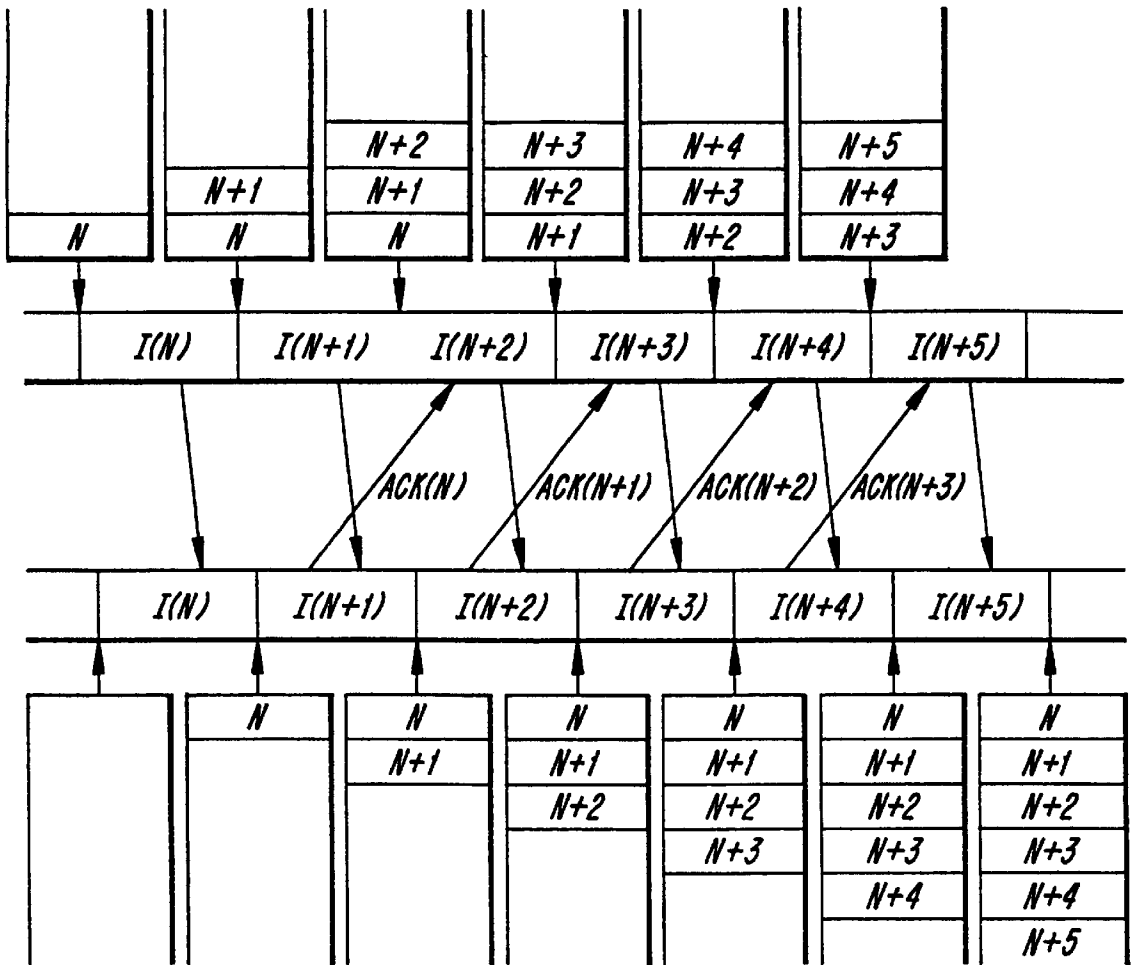 N+2 N+3 N+4 N+5
N+1 N+1 N+2 N+3 N+4
N N N N+1 N+2 N+3
I(N) I(N+1) I(N+2) I(N+3) I(N+4) I(N+5)
ACK(N) ACK(N+1) ACK(N+2) ACK(N+3)
I(N) I(N+1) I(N+2) I(N+3) I(N+4) I(N+5)
N N N N N N
N+1 N+1 N+1 N+1 N+1
N+2 N+2 N+2 N+2
N+3 N+3 N+3
N+4 N+4
N+5